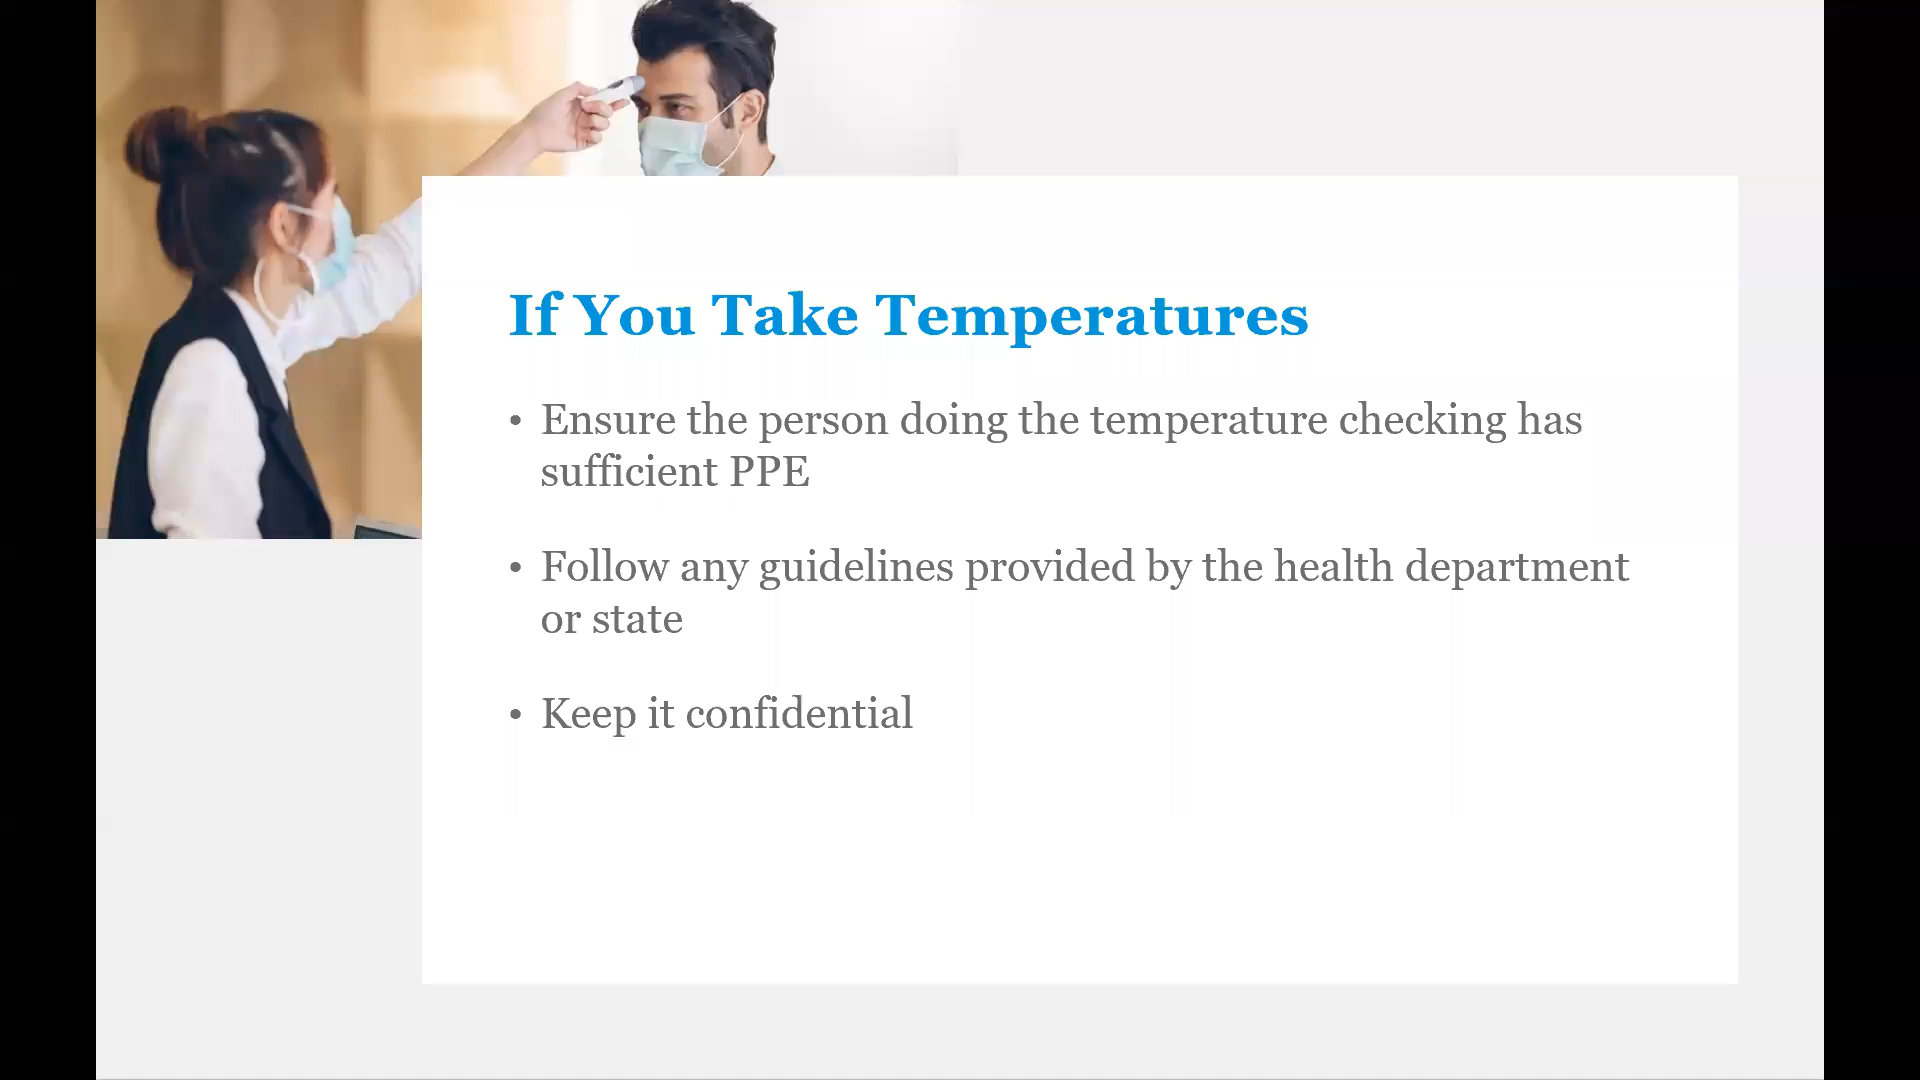 If You Take Temperatures
• Ensure the person doing the temperature checking has
sufficient PPE
• Follow any guidelines provided by the health department
or state
• Keep it confidential